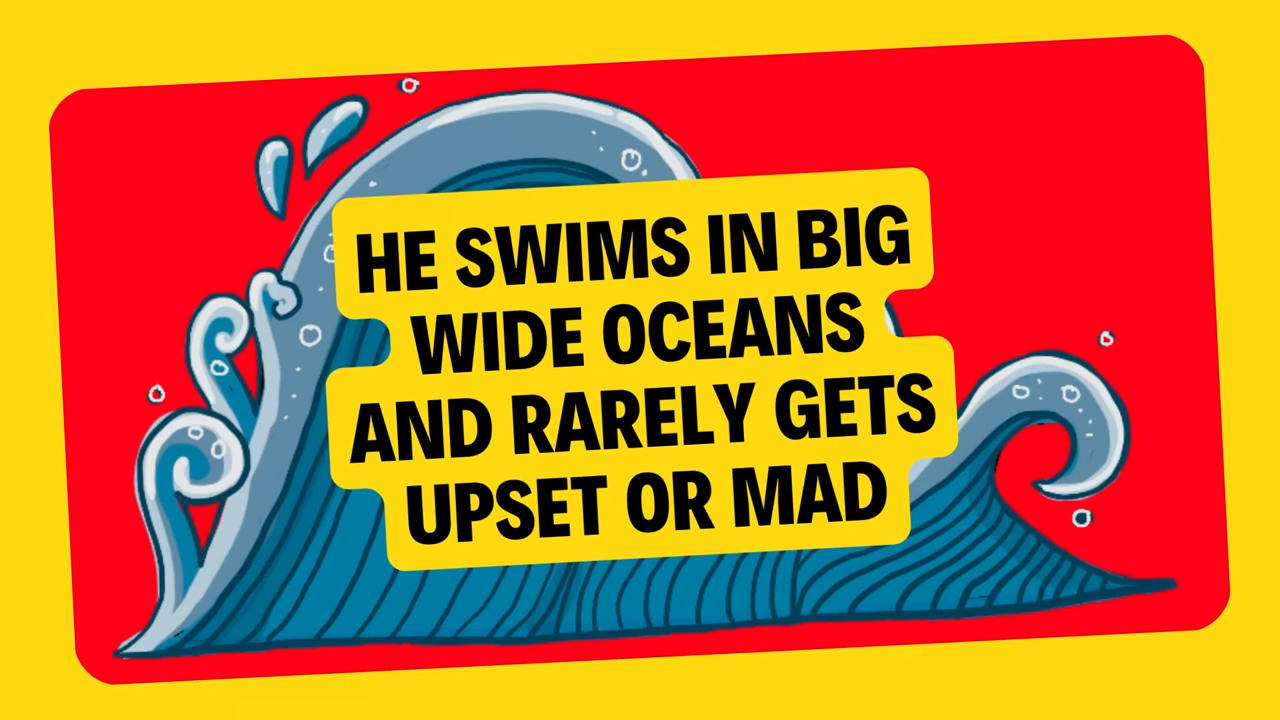 HE SWIMS IN BIG
WIDE OCEANS
AND RARELY GETS
UPSET OR MAD